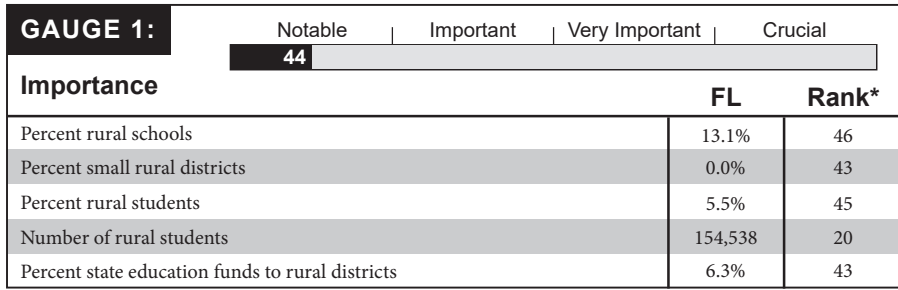 GAUGE 1:
Notable | Important | Very Important | Crucial
44
Importance
FL Rank*
Percent rural schools 13.1% 46
Percent small rural districts 0.0% 43
Percent rural students 5.5% 45
Number of rural students 154,538 20
Percent state education funds to rural districts 6.3% 43